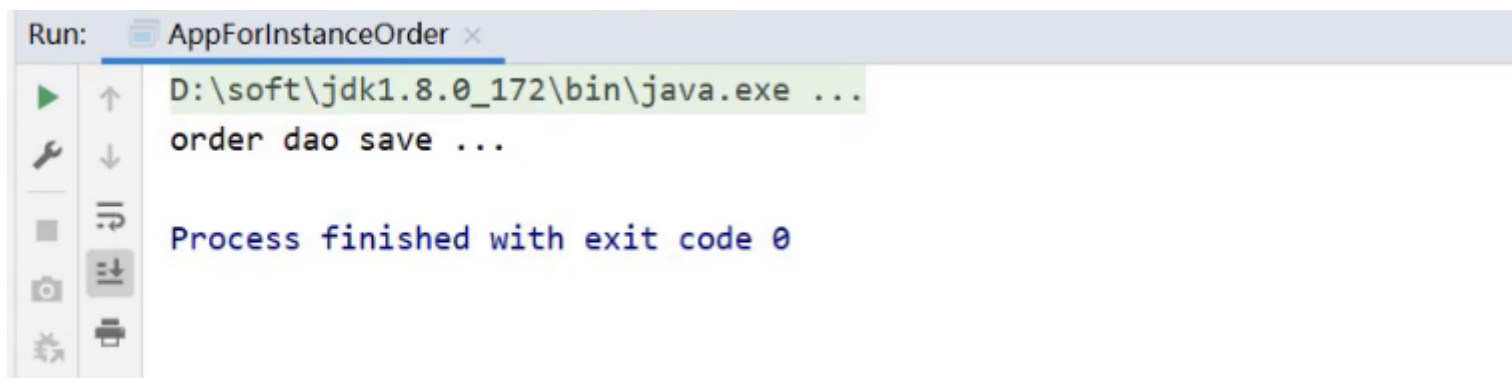 Run: AppForInstanceOrder
D:\soft\jdk1.8.0_172\bin\java.exe ...
order dao save ...
Process finished with exit code 0